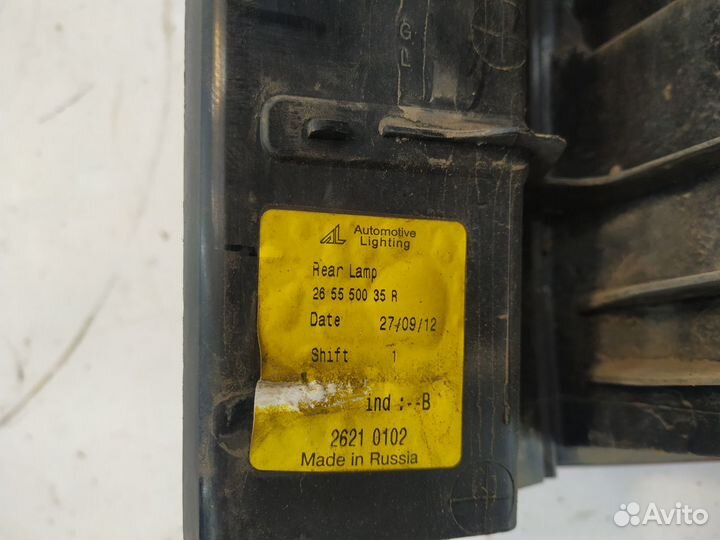 G
L
AL Automotive
Lighting
Rear Lamp
26 55 500 35 R
Date 27/09/12
Shift 1
ind :--B
2621 0102
Made in Russia
Avito